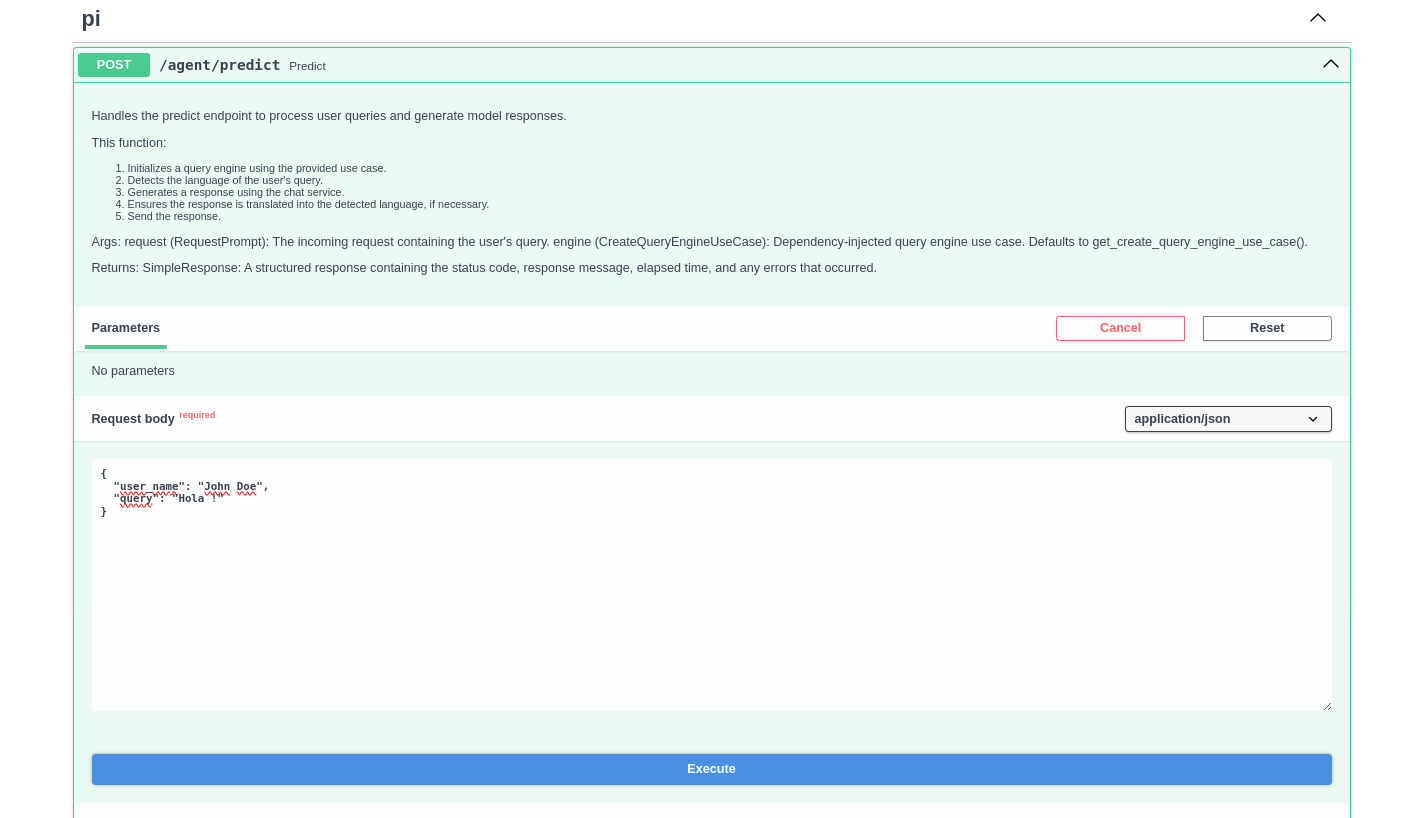 pi
POST /agent/predict Predict
Handles the predict endpoint to process user queries and generate model responses.
This function:
1. Initializes a query engine using the provided use case.
2. Detects the language of the user's query.
3. Generates a response using the chat service.
4. Ensures the response is translated into the detected language, if necessary.
5. Send the response.
Args: request (RequestPrompt): The incoming request containing the user's query. engine (CreateQueryEngineUseCase): Dependency-injected query engine use case. Defaults to get_create_query_engine_use_case().
Returns: SimpleResponse: A structured response containing the status code, response message, elapsed time, and any errors that occurred.
Parameters Cancel Reset
No parameters
Request body required application/json
{
"user_name": "John Doe",
"query": "Hola !"
}
Execute